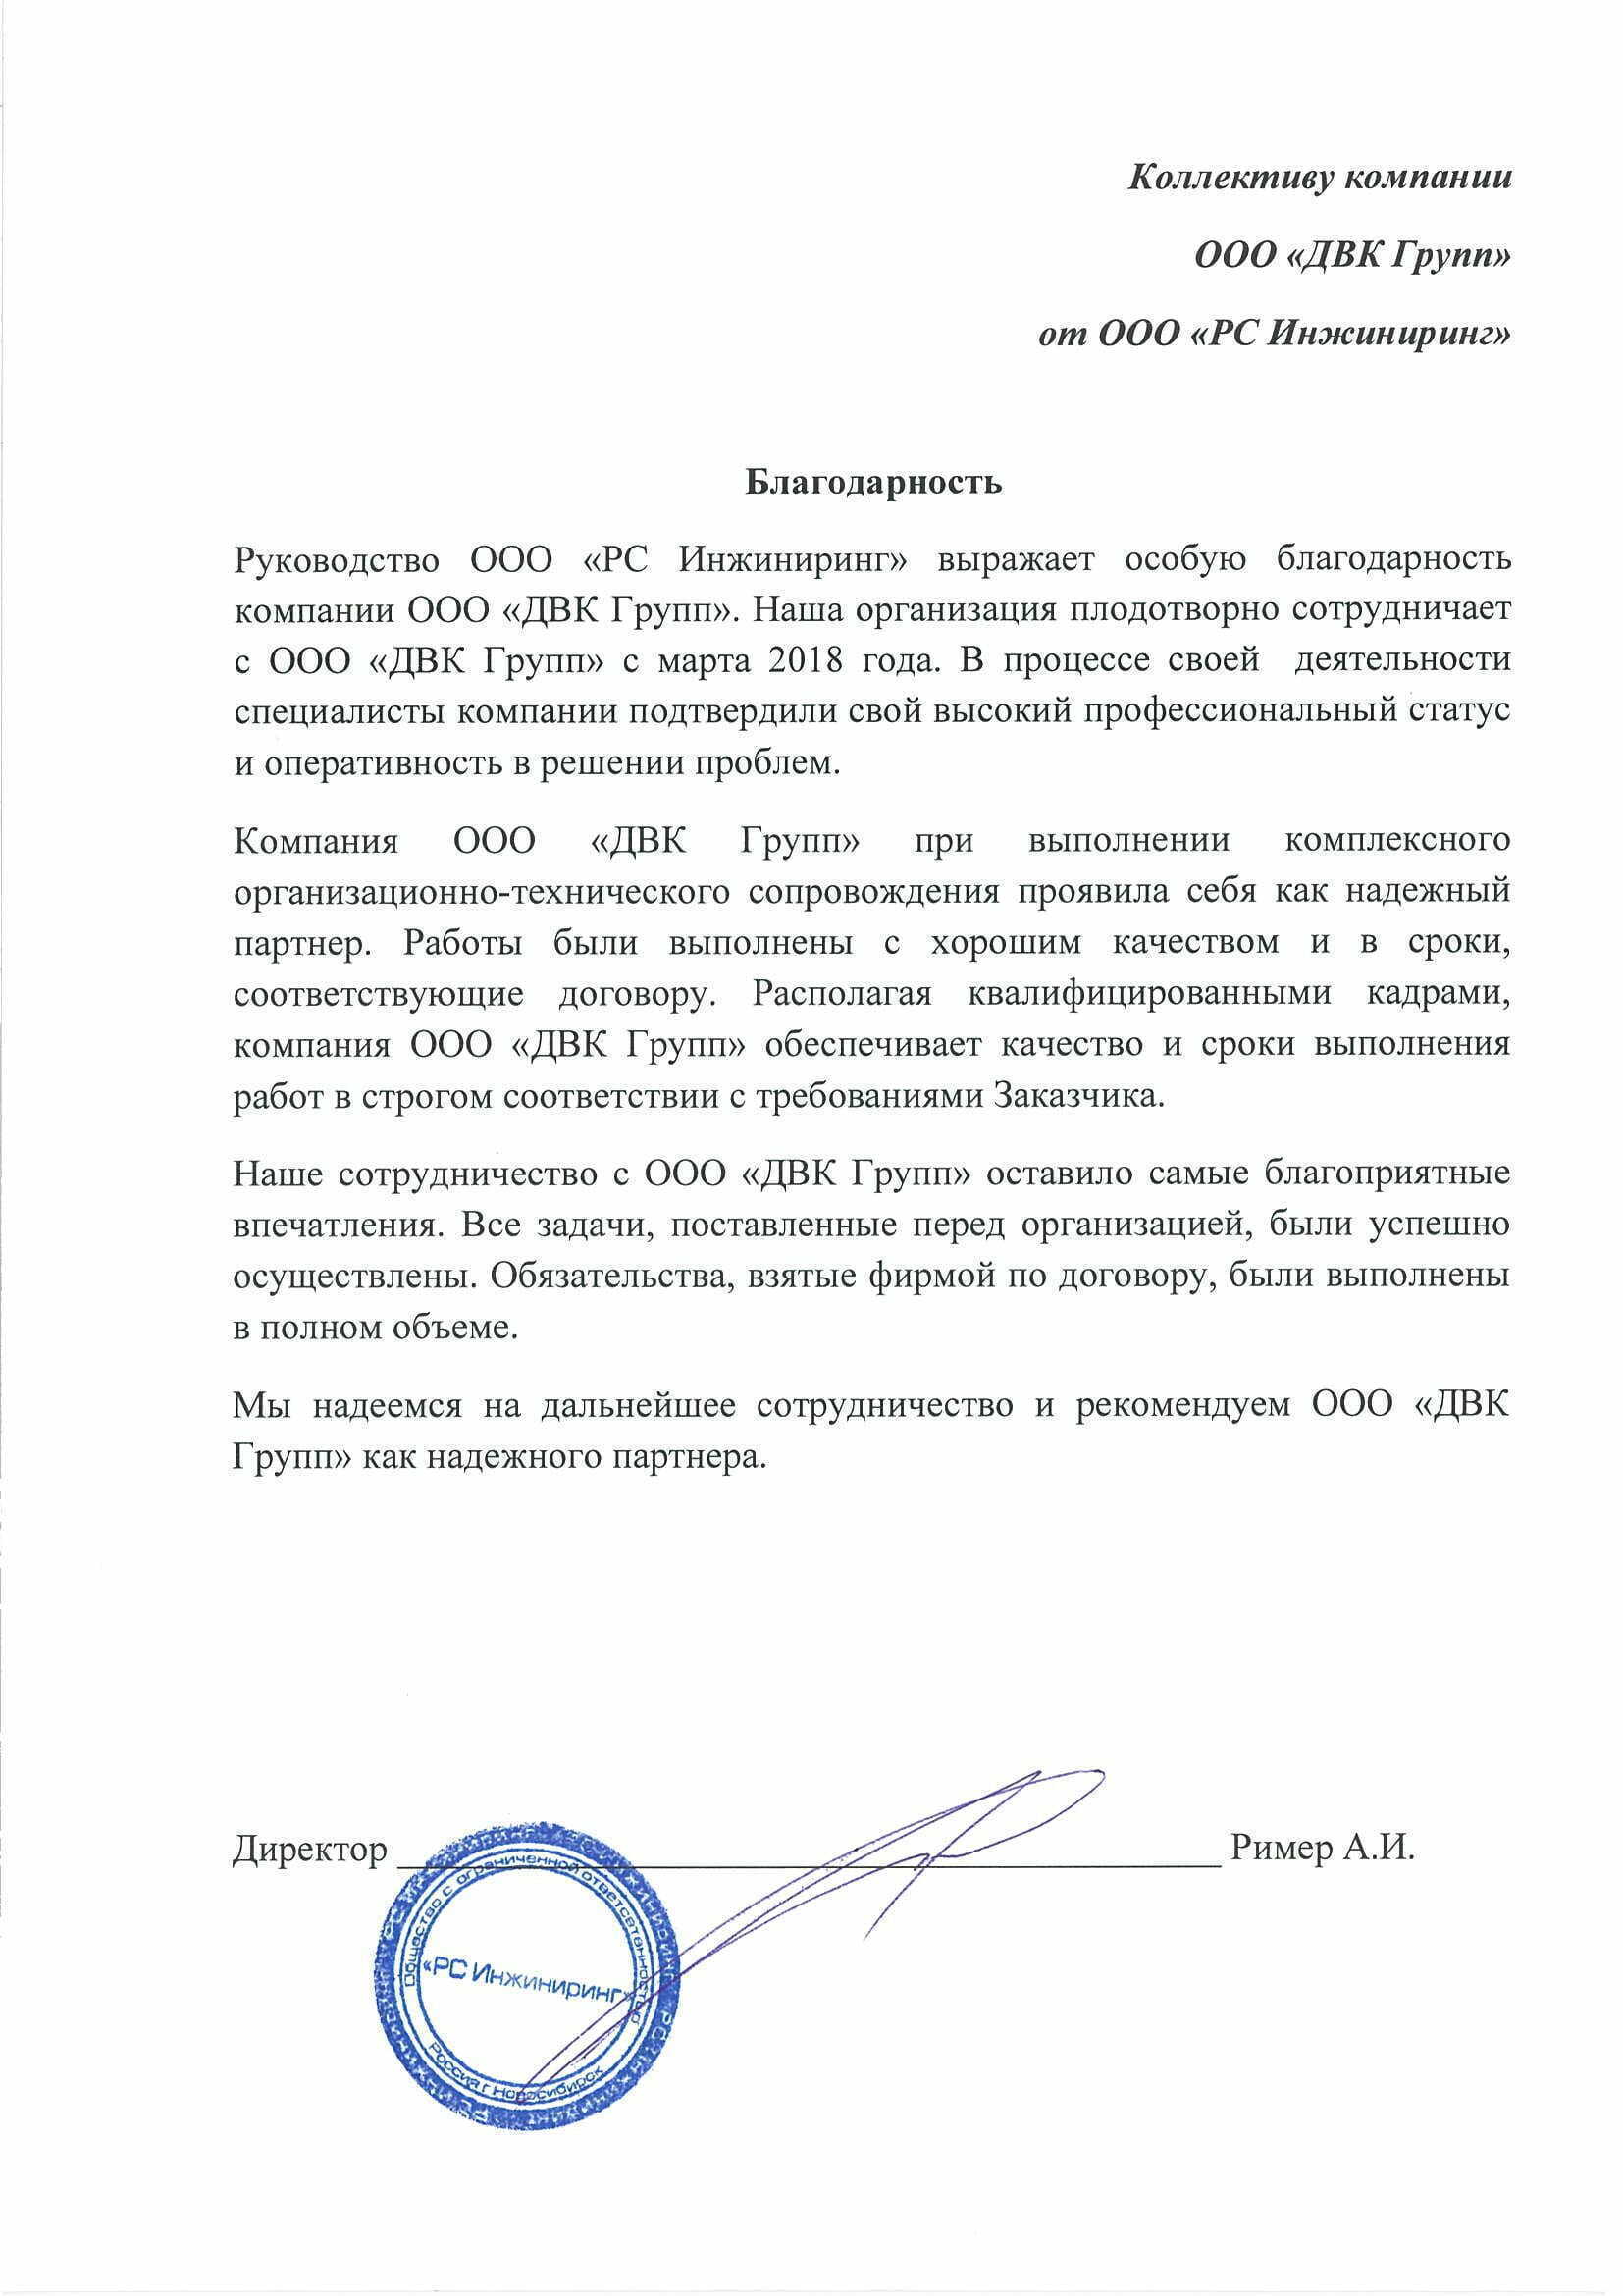 Коллективу компании
ООО «ДВК Групп»
от ООО «РС Инжиниринг»
Благодарность
Руководство ООО «РС Инжиниринг» выражает особую благодарность
компании ООО «ДВК Групп». Наша организация плодотворно сотрудничает
с ООО «ДВК Групп» с марта 2018 года. В процессе своей деятельности
специалисты компании подтвердили свой высокий профессиональный статус
и оперативность в решении проблем.
Компания ООО «ДВК Групп» при выполнении комплексного
организационно-технического сопровождения проявила себя как надежный
партнер. Работы были выполнены с хорошим качеством и в сроки,
соответствующие договору. Располагая квалифицированными кадрами,
компания ООО «ДВК Групп» обеспечивает качество и сроки выполнения
работ в строгом соответствии с требованиями Заказчика.
Наше сотрудничество с ООО «ДВК Групп» оставило самые благоприятные
впечатления. Все задачи, поставленные перед организацией, были успешно
осуществлены. Обязательства, взятые фирмой по договору, были выполнены
в полном объеме.
Мы надеемся на дальнейшее сотрудничество и рекомендуем ООО «ДВК
Групп» как надежного партнера.
Директор Ример А.И.
Общество с ограниченной
«РС Инжиниринг»
Россия г Новосибирск